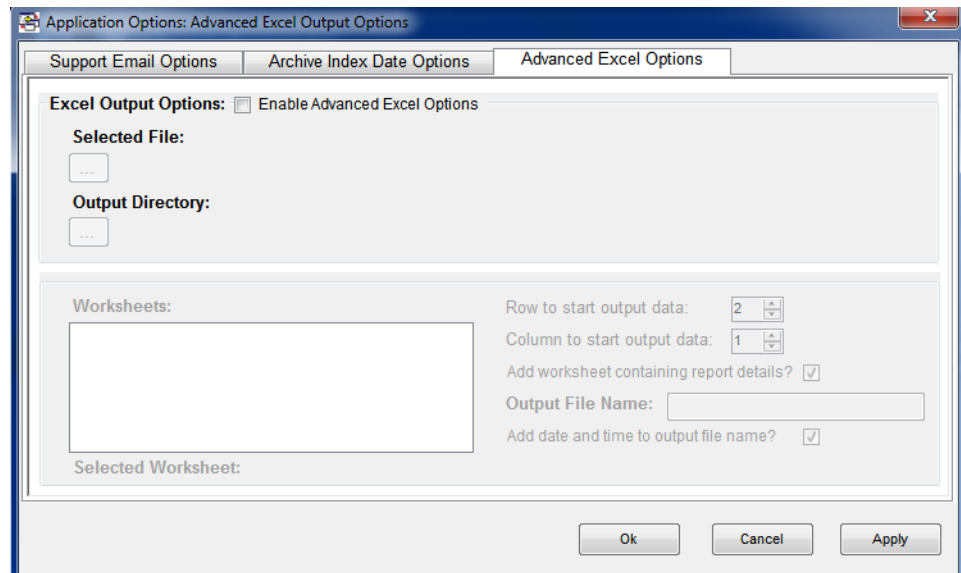 Application Options: Advanced Excel Output Options
Support Email Options
Archive Index Date Options
Advanced Excel Options
Excel Output Options: Enable Advanced Excel Options
Selected File:
...
Output Directory:
...
Worksheets:
Selected Worksheet:
Row to start output data: 2
Column to start output data: 1
Add worksheet containing report details?
Output File Name:
Add date and time to output file name?
Ok
Cancel
Apply